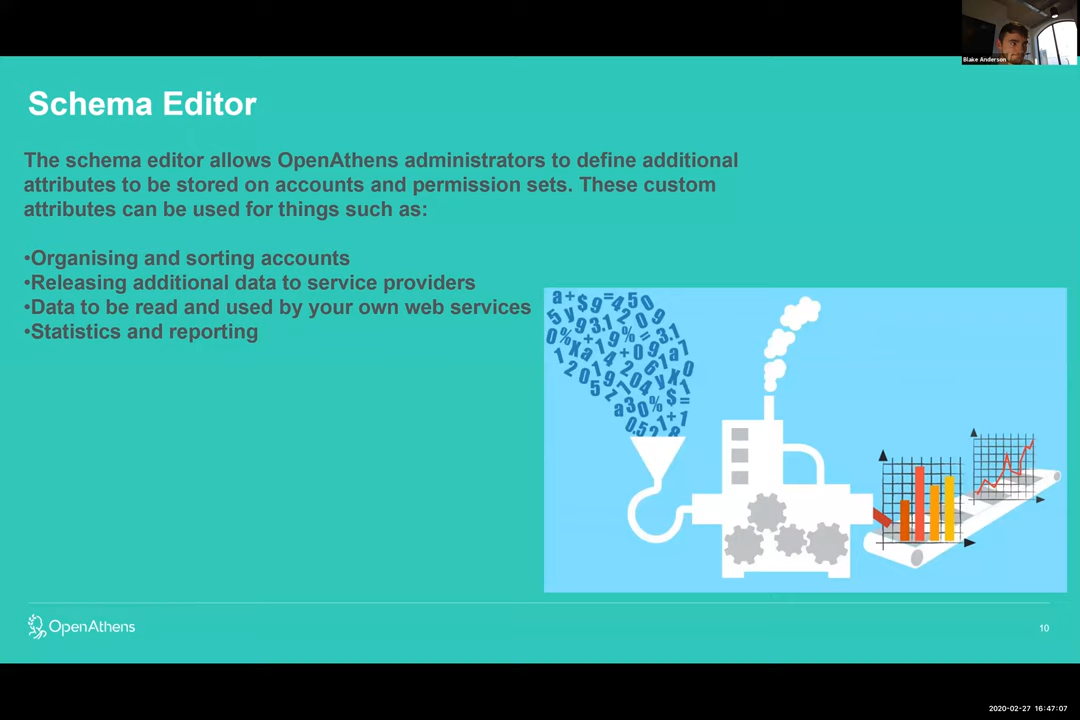 Blake Anderson
Schema Editor
The schema editor allows OpenAthens administrators to define additional
attributes to be stored on accounts and permission sets. These custom
attributes can be used for things such as:
•Organising and sorting accounts
•Releasing additional data to service providers
•Data to be read and used by your own web services
•Statistics and reporting
OpenAthens
10
2020-02-27 16:47:07